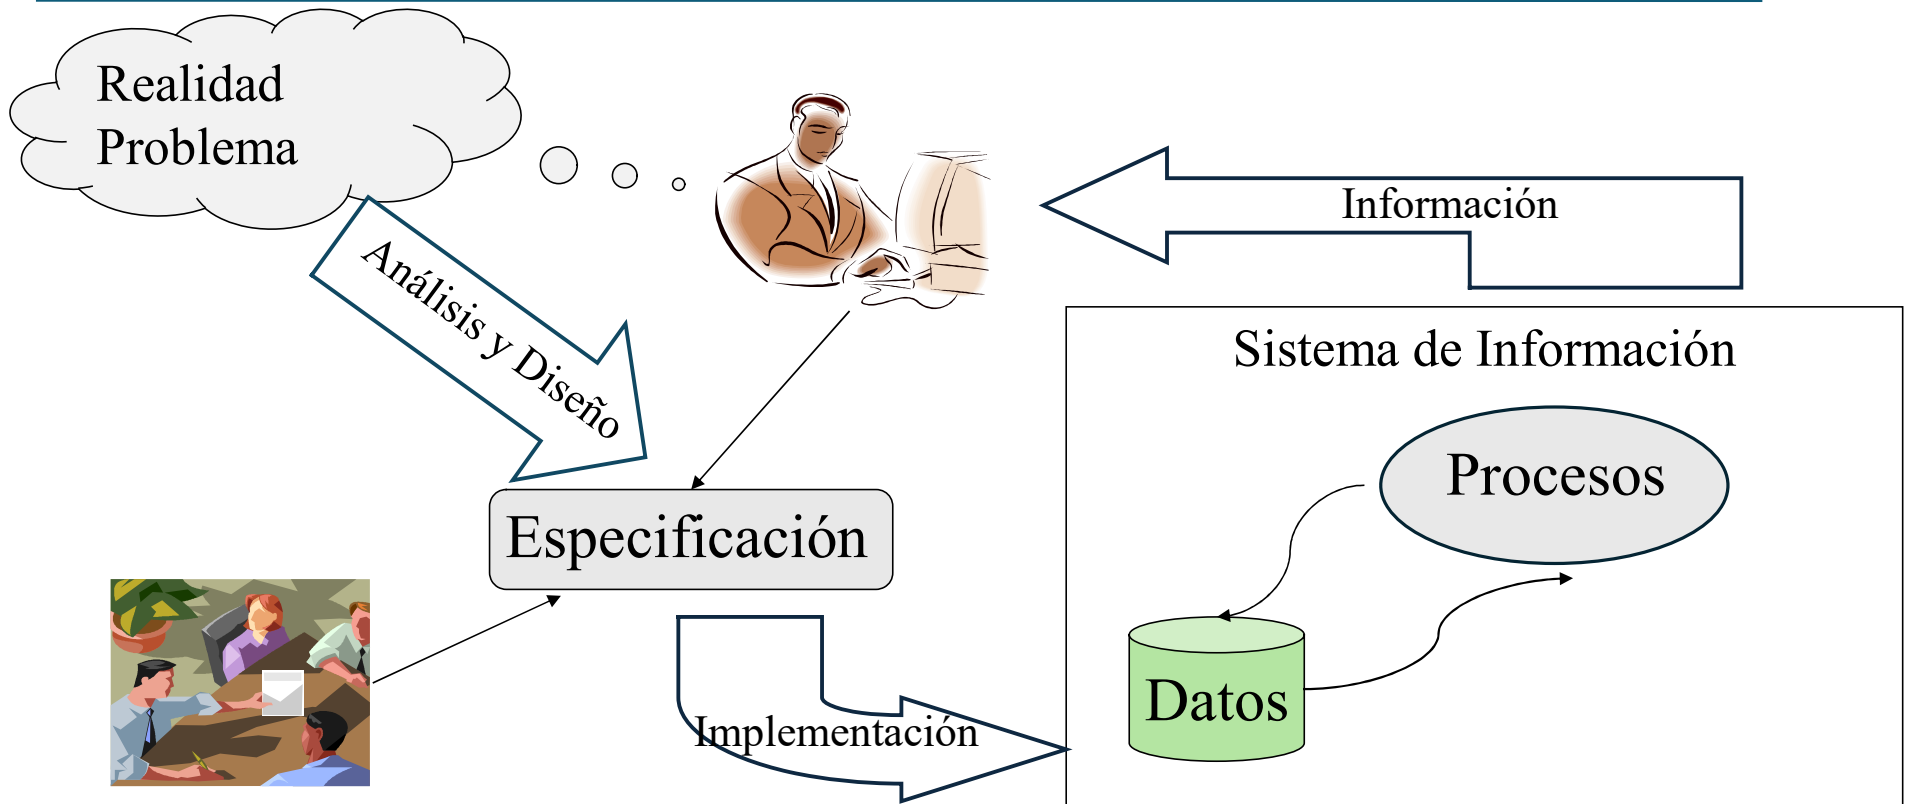 Realidad
Problema
Información
Análisis y Diseño
Sistema de Información
Procesos
Especificación
Datos
Implementación